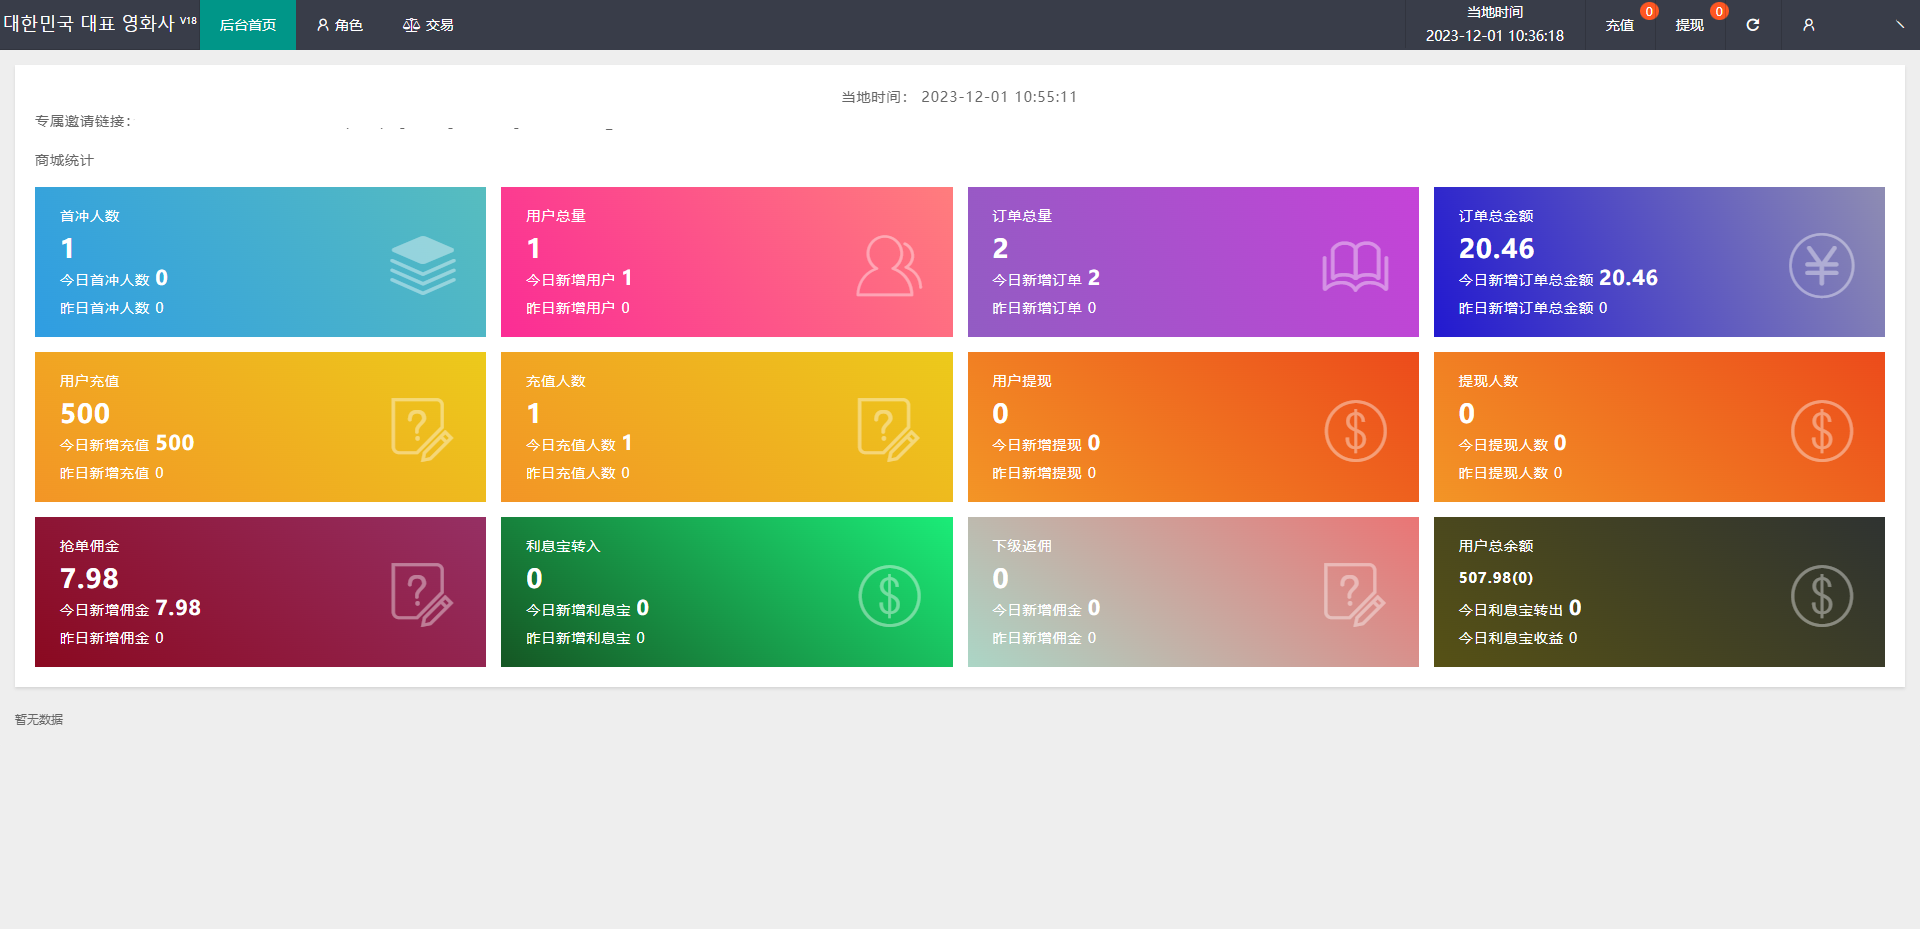 대한민국 대표 영화사 V18
后台首页
角色
交易
当地时间
2023-12-01 10:36:18
充值 0
提现 0
当地时间： 2023-12-01 10:55:11
专属邀请链接：
商城统计
首冲人数
1
今日首冲人数 0
昨日首冲人数 0
用户总量
1
今日新增用户 1
昨日新增用户 0
订单总量
2
今日新增订单 2
昨日新增订单 0
订单总金额
20.46
今日新增订单总金额 20.46
昨日新增订单总金额 0
用户充值
500
今日新增充值 500
昨日新增充值 0
充值人数
1
今日充值人数 1
昨日充值人数 0
用户提现
0
今日新增提现 0
昨日新增提现 0
提现人数
0
今日提现人数 0
昨日提现人数 0
抢单佣金
7.98
今日新增佣金 7.98
昨日新增佣金 0
利息宝转入
0
今日新增利息宝 0
昨日新增利息宝 0
下级返佣
0
今日新增佣金 0
昨日新增佣金 0
用户总余额
507.98(0)
今日利息宝转出 0
今日利息宝收益 0
暂无数据